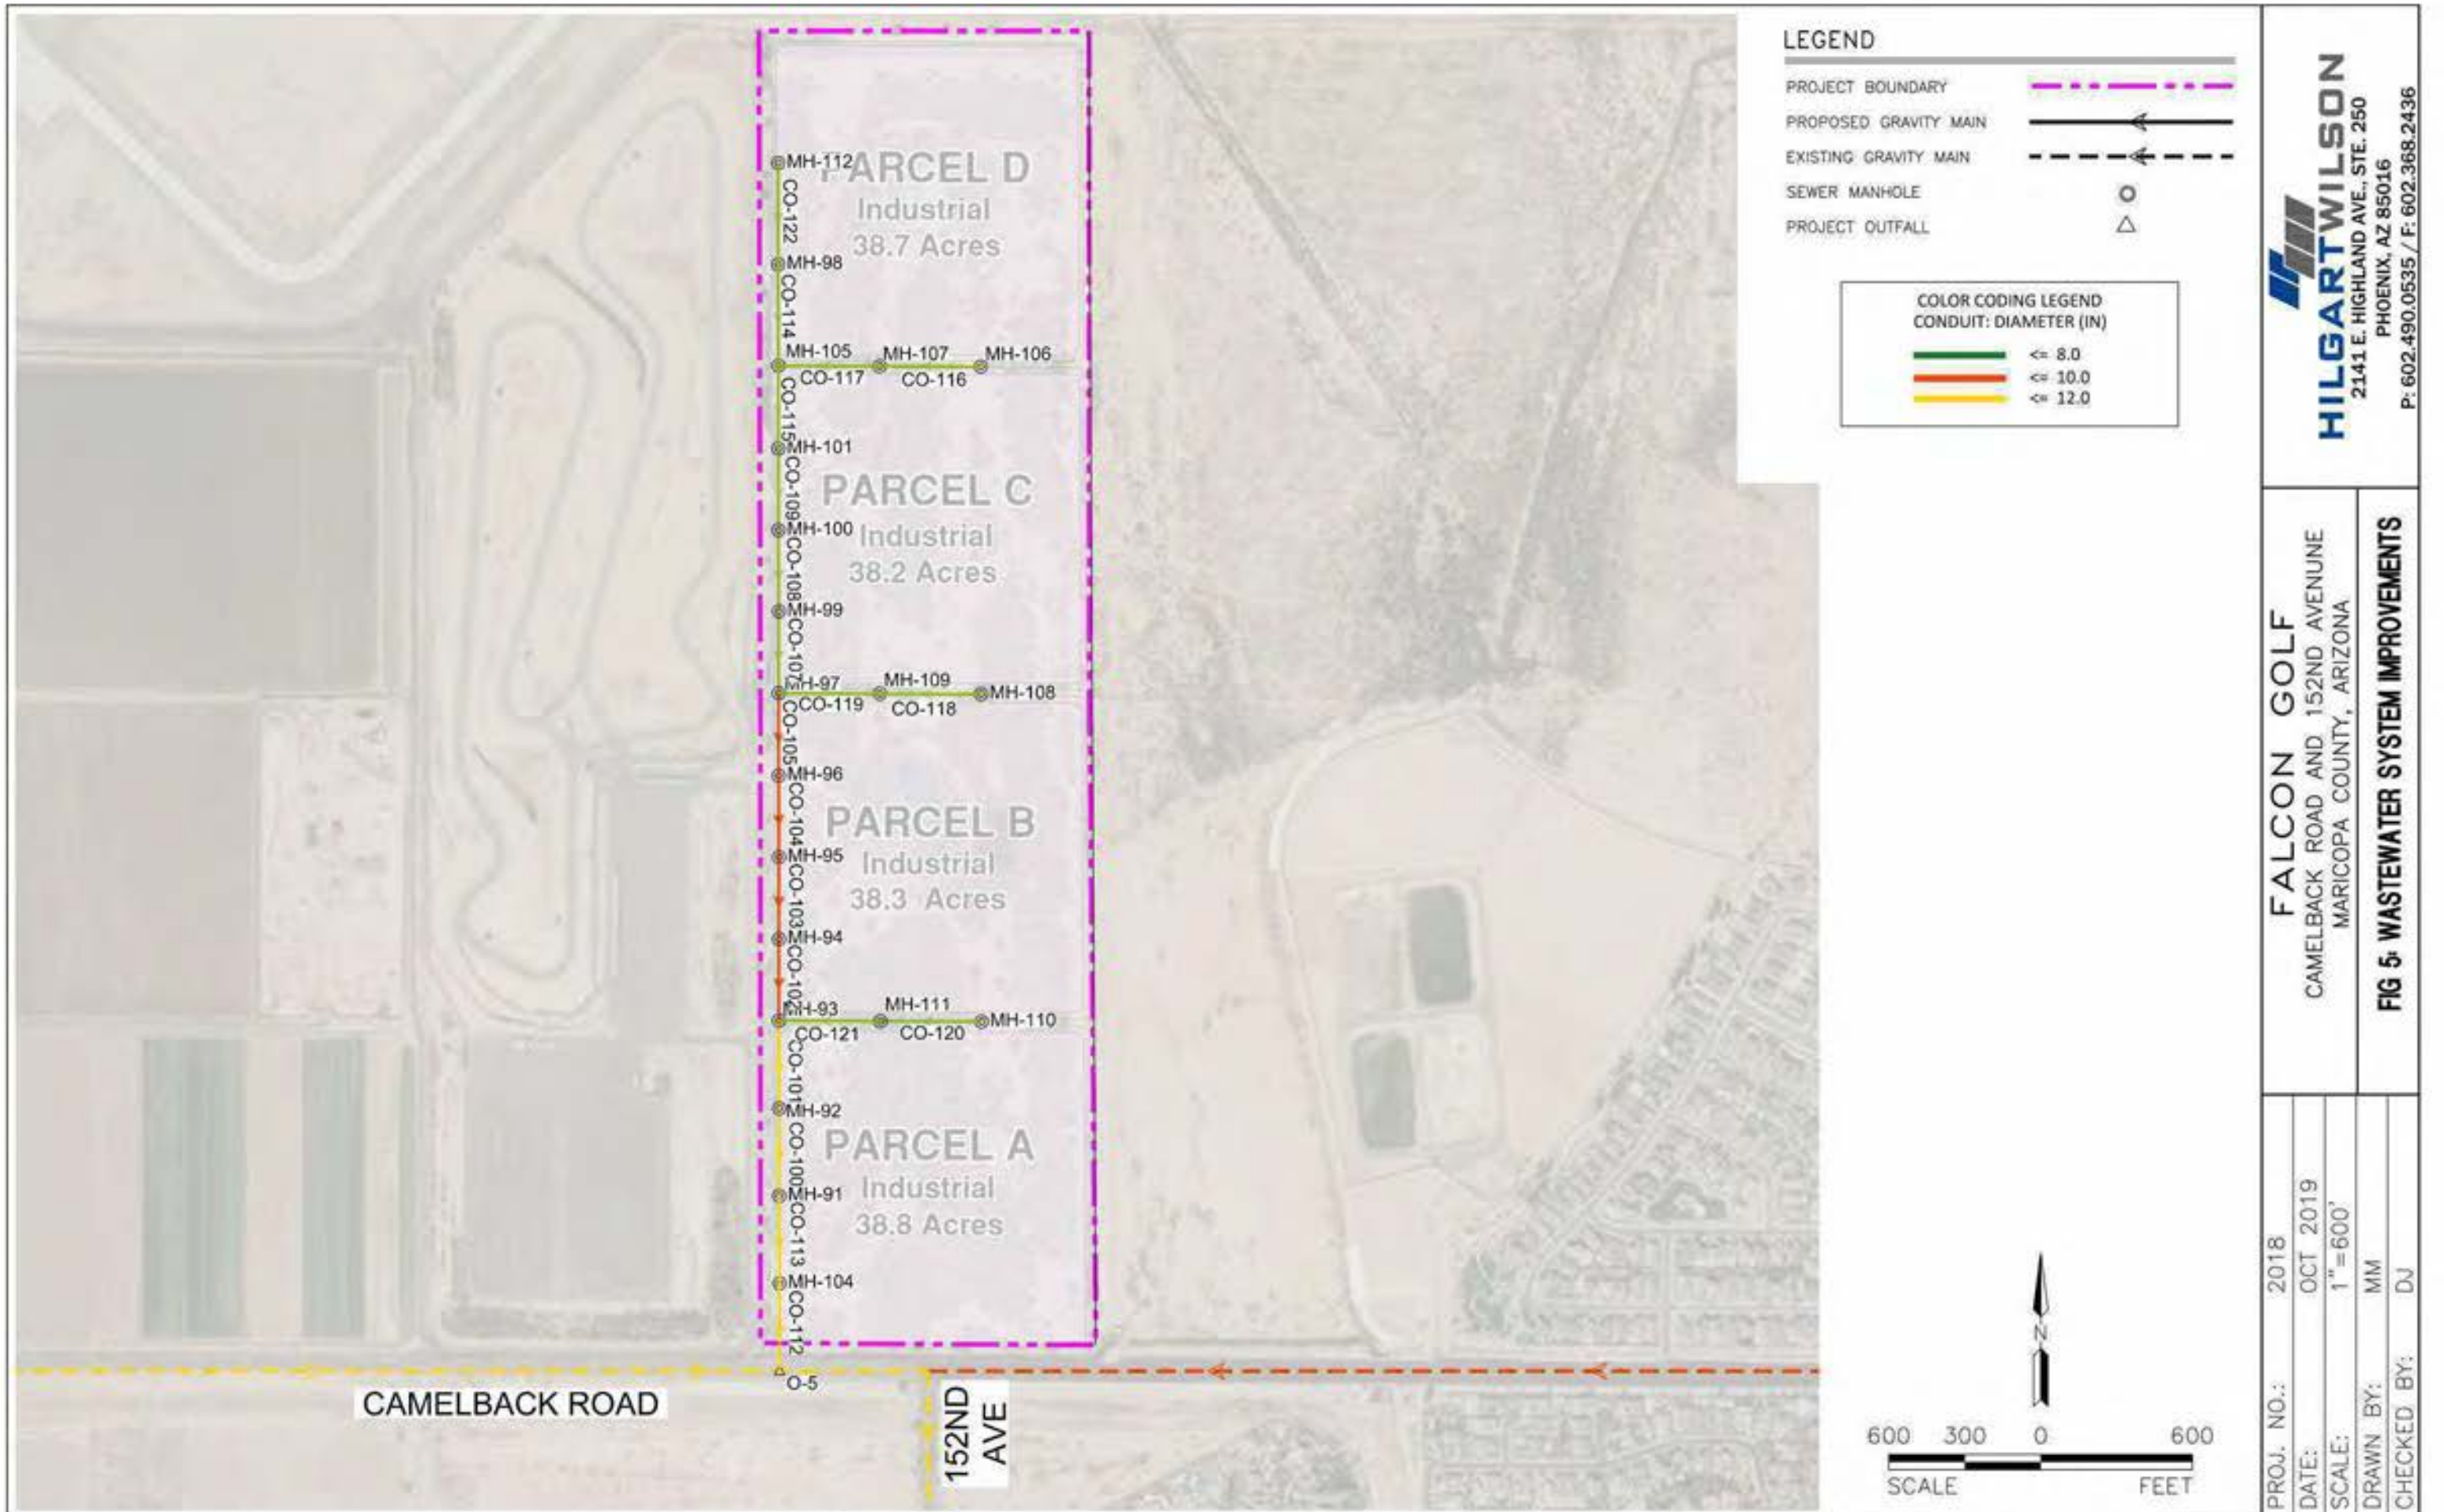 MH-112
PARCEL D
Industrial
38.7 Acres
CO-122
MH-98
CO-114
MH-105
MH-107
MH-106
CO-117
CO-116
CO-115
MH-101
CO-109
PARCEL C
Industrial
38.2 Acres
MH-100
CO-108
MH-99
CO-107
MH-97
MH-109
MH-108
CO-119
CO-118
CO-105
MH-96
CO-104
PARCEL B
Industrial
38.3 Acres
MH-95
CO-103
MH-94
CO-102
MH-93
MH-111
MH-110
CO-121
CO-120
CO-101
MH-92
CO-100
PARCEL A
Industrial
38.8 Acres
MH-91
CO-113
MH-104
CO-112
O-5
CAMELBACK ROAD
152ND
AVE
LEGEND
PROJECT BOUNDARY
PROPOSED GRAVITY MAIN
EXISTING GRAVITY MAIN
SEWER MANHOLE
PROJECT OUTFALL
COLOR CODING LEGEND
CONDUIT: DIAMETER (IN)
<= 8.0
<= 10.0
<= 12.0
N
600 300 0 600
SCALE FEET
HILGARTWILSON
2141 E. HIGHLAND AVE., STE. 250
PHOENIX, AZ 85016
P: 602.490.0535 / F: 602.368.2436
FALCON GOLF
CAMELBACK ROAD AND 152ND AVENUNE
MARICOPA COUNTY, ARIZONA
FIG 5: WASTEWATER SYSTEM IMPROVEMENTS
PROJ. NO.: 2018
DATE: OCT 2019
SCALE: 1"=600'
DRAWN BY: MM
CHECKED BY: DJ